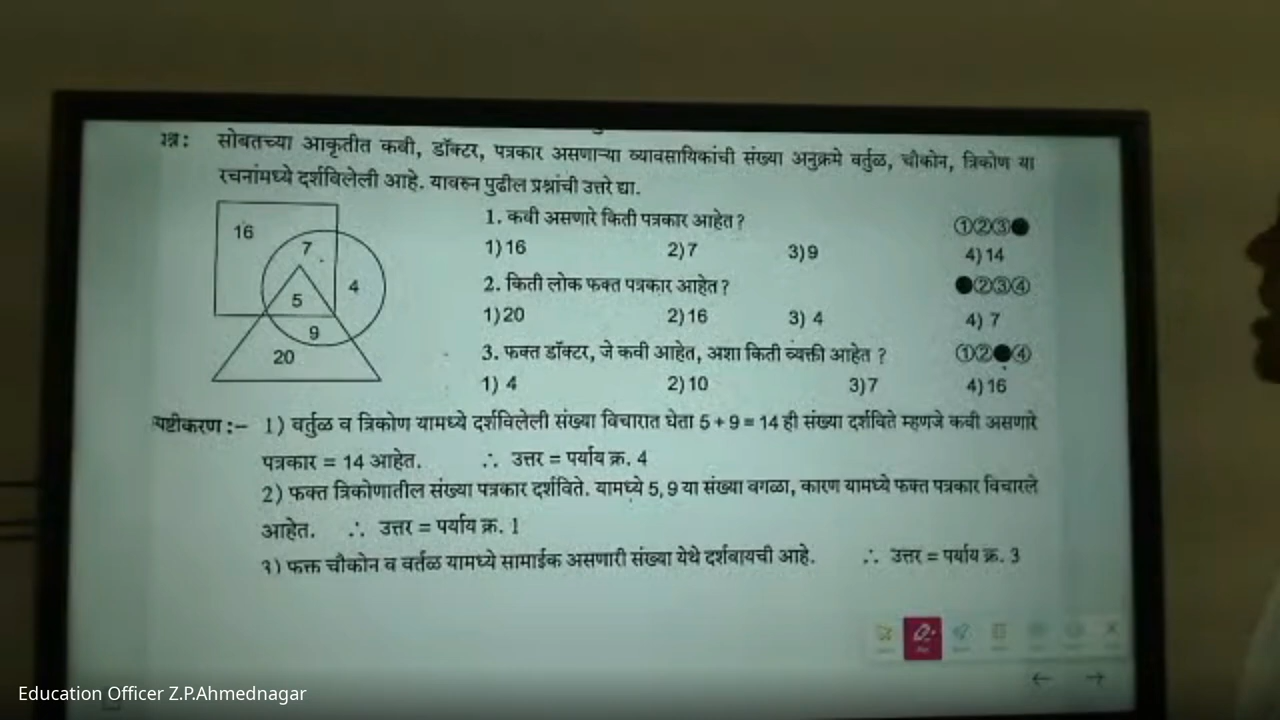 सोबतच्या आकृतीत कवी, डॉक्टर, पत्रकार असणाऱ्या व्यावसायिकांची संख्या अनुक्रमे वर्तुळ, चौकोन, त्रिकोण या
रचनांमध्ये दर्शविलेली आहे. यावरुन पुढील प्रश्नांची उत्तरे द्या.
16
7
4
5
9
20
1. कवी असणारे किती पत्रकार आहेत? ①②③●
1) 16 2) 7 3) 9 4) 14
2. किती लोक फक्त पत्रकार आहेत? ●②③④
1) 20 2) 16 3) 4 4) 7
3. फक्त डॉक्टर, जे कवी आहेत, अशा किती व्यक्ती आहेत ? ①②●④
1) 4 2) 10 3) 7 4) 16
ष्टीकरण :– 1) वर्तुळ व त्रिकोण यामध्ये दर्शविलेली संख्या विचारात घेता 5 + 9 = 14 ही संख्या दर्शविते म्हणजे कवी असणारे
पत्रकार = 14 आहेत. ∴ उत्तर = पर्याय क्र. 4
2) फक्त त्रिकोणातील संख्या पत्रकार दर्शविते. यामध्ये 5, 9 या संख्या वगळा, कारण यामध्ये फक्त पत्रकार विचारले
आहेत. ∴ उत्तर = पर्याय क्र. 1
3) फक्त चौकोन व वर्तळ यामध्ये सामाईक असणारी संख्या येथे दर्शवायची आहे. ∴ उत्तर = पर्याय क्र. 3
Education Officer Z.P.Ahmednagar